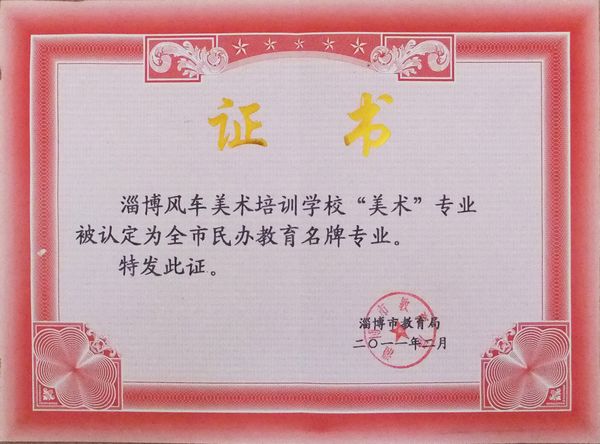 证 书
淄博风车美术培训学校“美术”专业
被认定为全市民办教育名牌专业。
特发此证。
淄博市教育局
二〇一一年二月